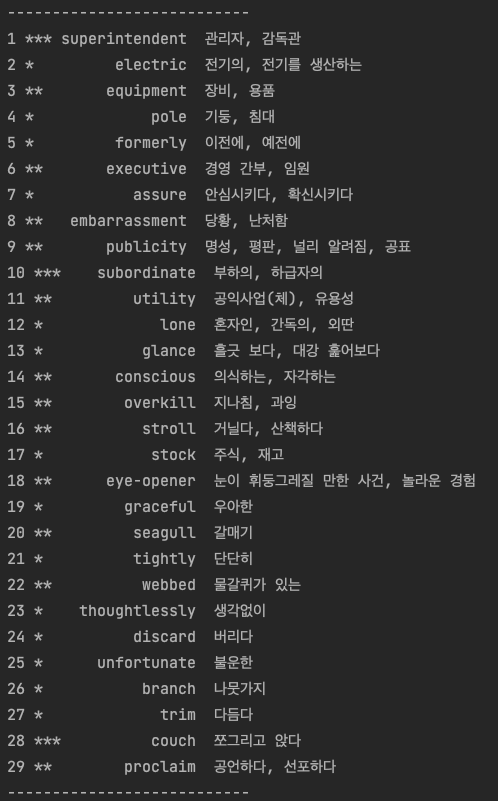 ---------------------------
1 *** superintendent 관리자, 감독관
2 * electric 전기의, 전기를 생산하는
3 ** equipment 장비, 용품
4 * pole 기둥, 침대
5 * formerly 이전에, 예전에
6 ** executive 경영 간부, 임원
7 * assure 안심시키다, 확신시키다
8 ** embarrassment 당황, 난처함
9 ** publicity 명성, 평판, 널리 알려짐, 공표
10 *** subordinate 부하의, 하급자의
11 ** utility 공익사업(체), 유용성
12 * lone 혼자인, 간독의, 외딴
13 * glance 흘긋 보다, 대강 훑어보다
14 ** conscious 의식하는, 자각하는
15 ** overkill 지나침, 과잉
16 ** stroll 거닐다, 산책하다
17 * stock 주식, 재고
18 ** eye-opener 눈이 휘둥그레질 만한 사건, 놀라운 경험
19 * graceful 우아한
20 ** seagull 갈매기
21 * tightly 단단히
22 ** webbed 물갈퀴가 있는
23 * thoughtlessly 생각없이
24 * discard 버리다
25 * unfortunate 불운한
26 * branch 나뭇가지
27 * trim 다듬다
28 *** couch 쪼그리고 앉다
29 ** proclaim 공언하다, 선포하다
---------------------------